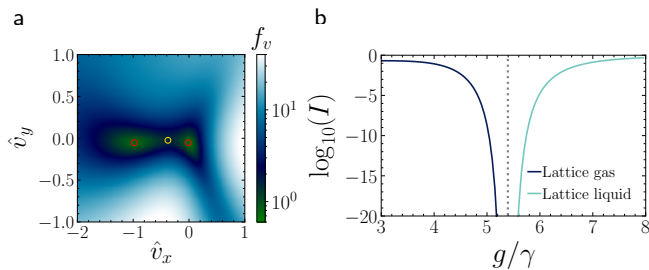 a
b
f_v
1.0
0.5
0.0
−0.5
−1.0
v̂_y
−2
−1
0
1
v̂_x
10^1
10^0
0
−5
−10
−15
−20
log_10(I)
Lattice gas
Lattice liquid
3
4
5
6
7
8
g/γ